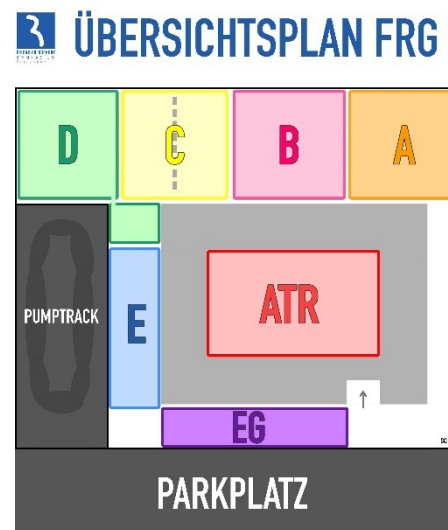 ÜBERSICHTSPLAN FRG
D
C
B
A
PUMPTRACK
E
ATR
EG
PARKPLATZ